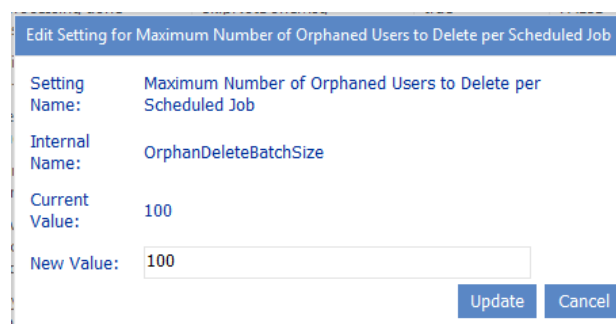 Edit Setting for Maximum Number of Orphaned Users to Delete per Scheduled Job
Setting Name: Maximum Number of Orphaned Users to Delete per Scheduled Job
Internal Name: OrphanDeleteBatchSize
Current Value: 100
New Value: 100
Update Cancel